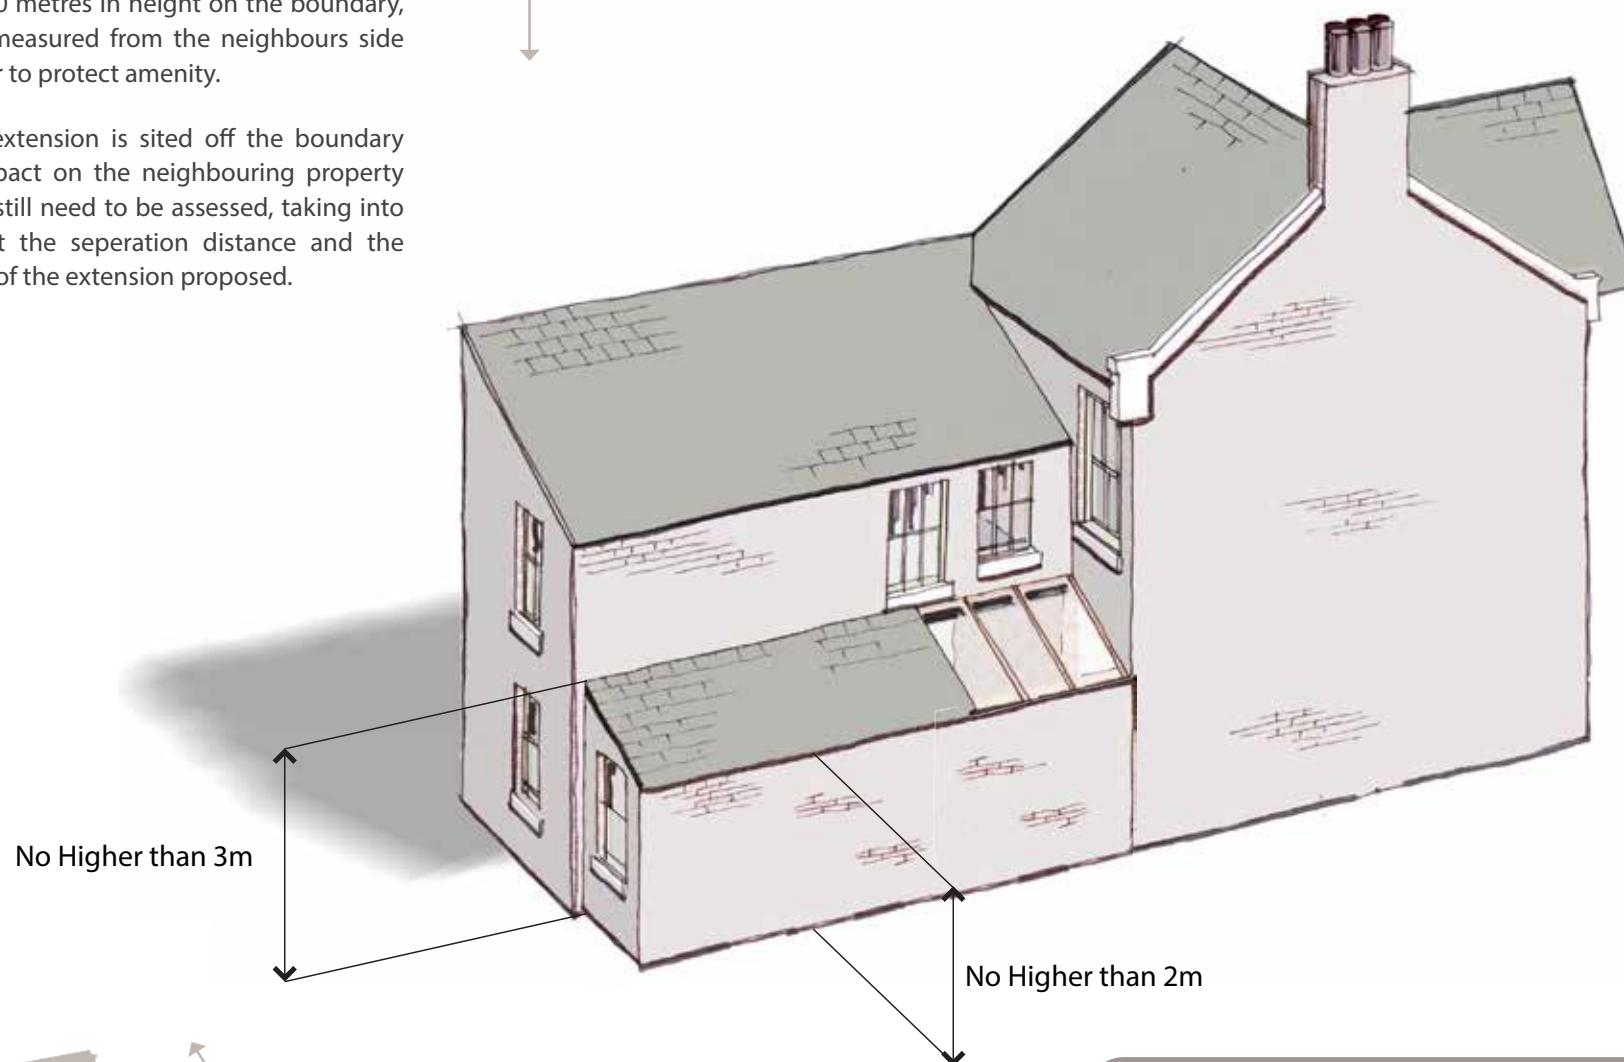 0 metres in height on the boundary,
measured from the neighbours side
r to protect amenity.
extension is sited off the boundary
pact on the neighbouring property
still need to be assessed, taking into
t the seperation distance and the
of the extension proposed.
No Higher than 3m
No Higher than 2m